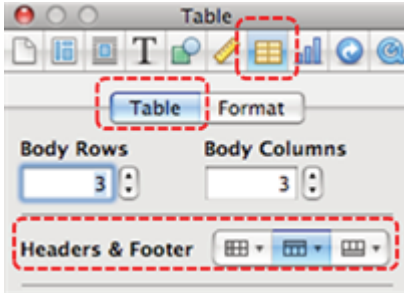 Table
T
Table Format
Body Rows Body Columns
3 3
Headers & Footer